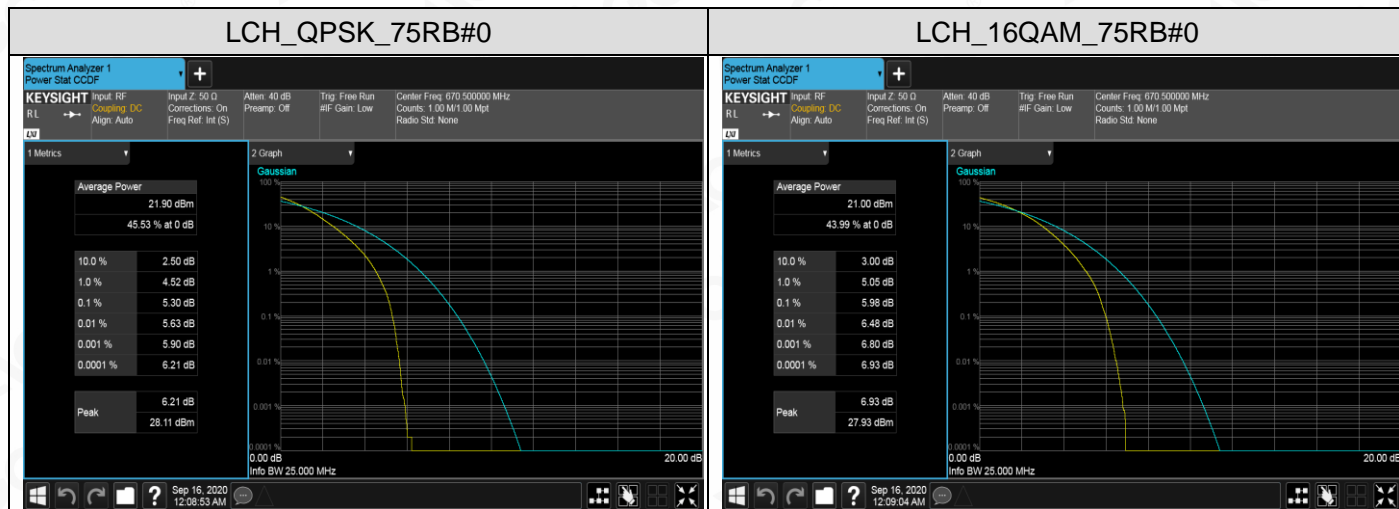 LCH_QPSK_75RB#0
Spectrum Analyzer 1
Power Stat CCDF
+
KEYSIGHT Input: RF
R L
Coupling: DC
Align: Auto
Input Z: 50 Ω
Corrections: On
Freq Ref: Int (S)
Atten: 40 dB
Preamp: Off
Trig: Free Run
#IF Gain: Low
Center Freq: 670.500000 MHz
Counts: 1.00 M/1.00 Mpt
Radio Std: None
LXI
1 Metrics
Average Power
21.90 dBm
45.53 % at 0 dB
10.0 % 2.50 dB
1.0 % 4.52 dB
0.1 % 5.30 dB
0.01 % 5.63 dB
0.001 % 5.90 dB
0.0001 % 6.21 dB
Peak
6.21 dB
28.11 dBm
2 Graph
Gaussian
100 %
10 %
1 %
0.1 %
0.01 %
0.001 %
0.0001 %
0.00 dB
20.00 dB
Info BW 25.000 MHz
?
Sep 16, 2020
12:08:53 AM
LCH_16QAM_75RB#0
Spectrum Analyzer 1
Power Stat CCDF
+
KEYSIGHT Input: RF
R L
Coupling: DC
Align: Auto
Input Z: 50 Ω
Corrections: On
Freq Ref: Int (S)
Atten: 40 dB
Preamp: Off
Trig: Free Run
#IF Gain: Low
Center Freq: 670.500000 MHz
Counts: 1.00 M/1.00 Mpt
Radio Std: None
LXI
1 Metrics
Average Power
21.00 dBm
43.99 % at 0 dB
10.0 % 3.00 dB
1.0 % 5.05 dB
0.1 % 5.98 dB
0.01 % 6.48 dB
0.001 % 6.80 dB
0.0001 % 6.93 dB
Peak
6.93 dB
27.93 dBm
2 Graph
Gaussian
100 %
10 %
1 %
0.1 %
0.01 %
0.001 %
0.0001 %
0.00 dB
20.00 dB
Info BW 25.000 MHz
?
Sep 16, 2020
12:09:04 AM